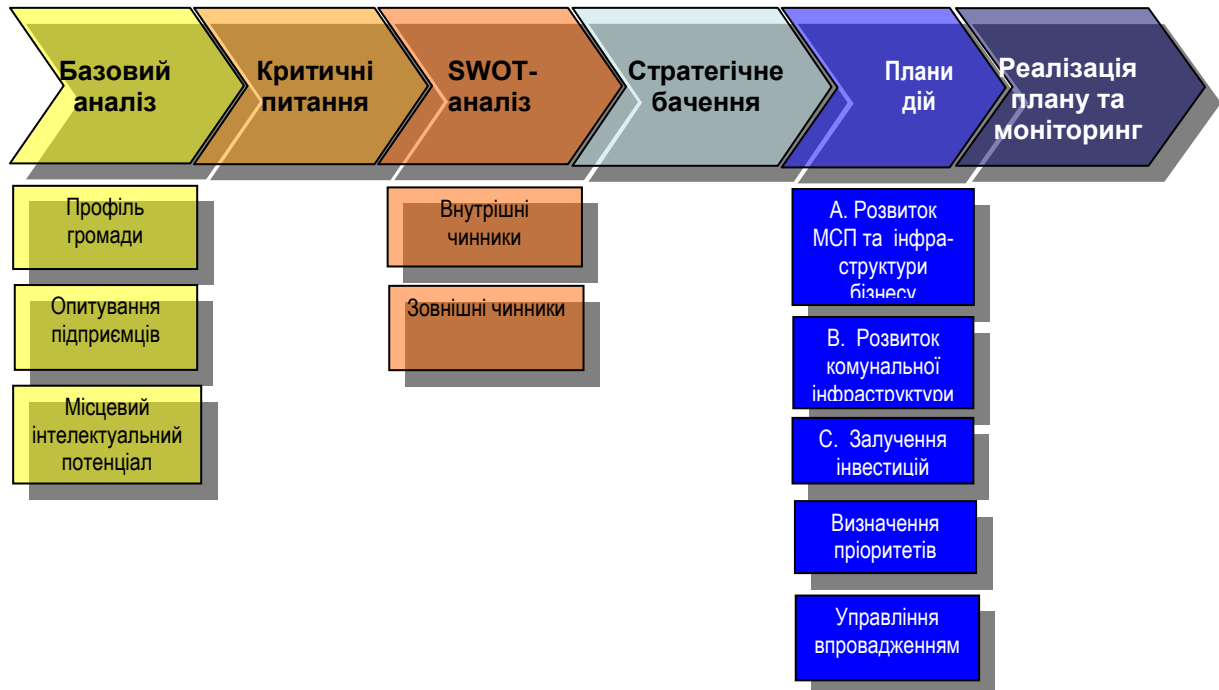 Базовий
аналіз
Критичні
питання
SWOT-
аналіз
Стратегічне
бачення
Плани
дій
Реалізація
плану та
моніторинг
Профіль
громади
Опитування
підприємців
Місцевий
інтелектуальний
потенціал
Внутрішні
чинники
Зовнішні чинники
А. Розвиток
МСП та інфра-
структури
бізнесу
В. Розвиток
комунальної
інфраструктури
С. Залучення
інвестицій
Визначення
пріоритетів
Управління
впровадженням